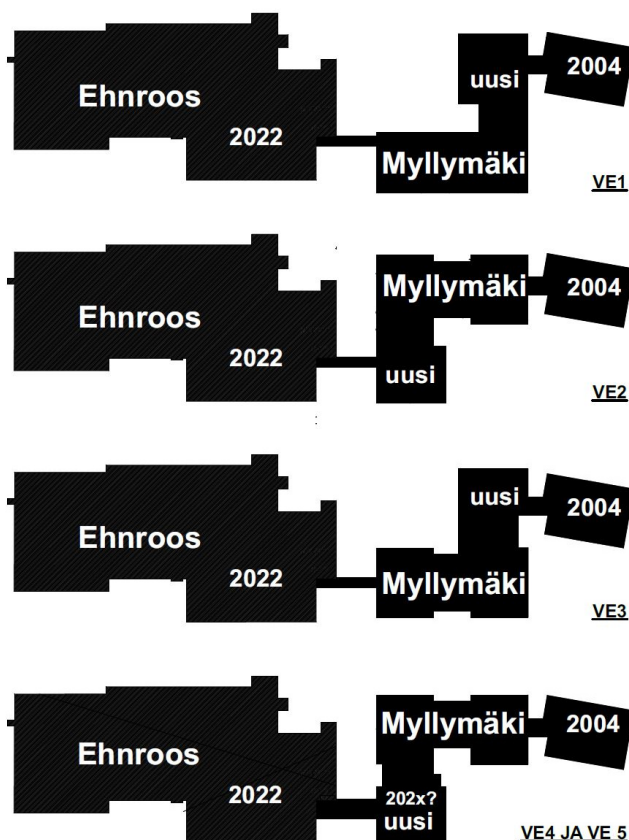 Ehnroos
2022
uusi
2004
Myllymäki
VE1
Ehnroos
2022
Myllymäki
2004
uusi
VE2
Ehnroos
2022
uusi
2004
Myllymäki
VE3
Ehnroos
2022
Myllymäki
2004
202x?
uusi
VE4 JA VE 5